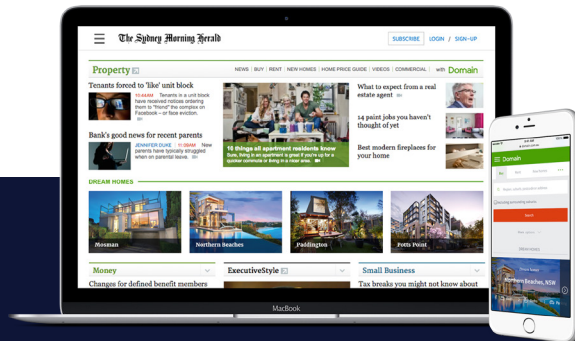 The Sydney Morning Herald
SUBSCRIBE LOGIN / SIGN-UP
Property
NEWS | BUY | RENT | NEW HOMES | HOME PRICE GUIDE | VIDEOS | COMMERCIAL | with Domain
Tenants forced to 'like' unit block
10:44AM Tenants in a unit block
have received notices ordering
them to "friend" the complex on
Facebook – or face eviction.
Bank's good news for recent parents
JENNIFER DUKE | 11:09AM New
parents have typically struggled
when on parental leave.
16 things all apartment residents know
Sure, living in an apartment is great if you're up for a
quicker commute or living in a nicer area.
What to expect from a real
estate agent
14 paint jobs you haven't
thought of yet
Best modern fireplaces for
your home
DREAM HOMES
Mosman
Northern Beaches
Paddington
Potts Point
Money
ExecutiveStyle
Small Business
Changes for defined benefit members
Tax breaks you might not know about
MacBook
Domain
Buy
Search
DREAM HOMES
Northern Beaches, NSW